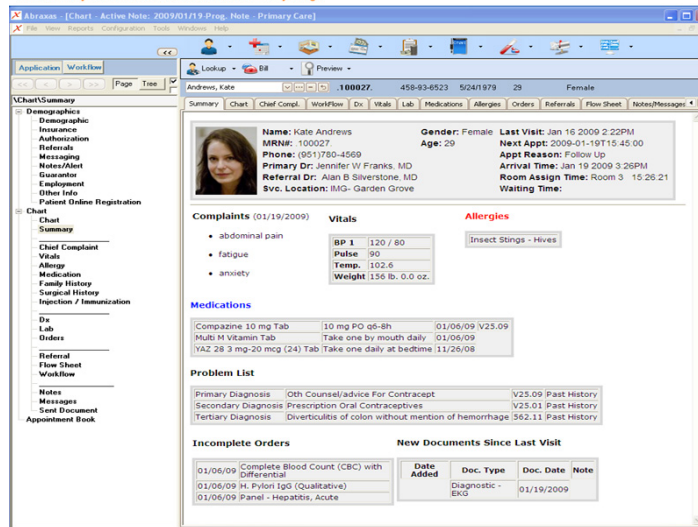 Abraxas - [Chart - Active Note: 2009/01/19-Prog. Note - Primary Care]
File View Reports Configuration Tools Windows Help
<<
Application Workflow
<< < > >> Page Tree
Lookup Bill Preview
Andrews, Kate .100027. 458-93-6523 5/24/1979 29 Female
\Chart\Summary
Summary Chart Chief Compl. WorkFlow Dx Vitals Lab Medications Allergies Orders Referrals Flow Sheet Notes/Messages
Demographics
Demographic
Insurance
Authorization
Referrals
Messaging
Notes/Alert
Guarantor
Employment
Other Info
Patient Online Registration
Chart
Chart
Summary
Chief Complaint
Vitals
Allergy
Medication
Family History
Surgical History
Injection / Immunization
Dx
Lab
Orders
Referral
Flow Sheet
Workflow
Notes
Messages
Sent Document
Appointment Book
Name: Kate Andrews Gender: Female Last Visit: Jan 16 2009 2:22PM
MRN#: .100027. Age: 29 Next Appt: 2009-01-19T15:45:00
Phone: (951)780-4569 Appt Reason: Follow Up
Primary Dr: Jennifer W Franks, MD Arrival Time: Jan 19 2009 3:26PM
Referral Dr: Alan B Silverstone, MD Room Assign Time: Room 3 15:26:21
Svc. Location: IMG- Garden Grove Waiting Time:
Complaints (01/19/2009) Vitals Allergies
abdominal pain
fatigue
anxiety
BP 1 120 / 80
Pulse 90
Temp. 102.6
Weight 156 lb. 0.0 oz.
Insect Stings - Hives
Medications
Compazine 10 mg Tab 10 mg PO q6-8h 01/06/09 V25.09
Multi M Vitamin Tab Take one by mouth daily 01/06/09
YAZ 28 3 mg-20 mcg (24) Tab Take one daily at bedtime 11/26/08
Problem List
Primary Diagnosis Oth Counsel/advice For Contracept V25.09 Past History
Secondary Diagnosis Prescription Oral Contraceptives V25.01 Past History
Tertiary Diagnosis Diverticulitis of colon without mention of hemorrhage 562.11 Past History
Incomplete Orders New Documents Since Last Visit
01/06/09 Complete Blood Count (CBC) with Differential
01/06/09 H. Pylori IgG (Qualitative)
01/06/09 Panel - Hepatitis, Acute
Date Added Doc. Type Doc. Date Note
Diagnostic - EKG 01/19/2009